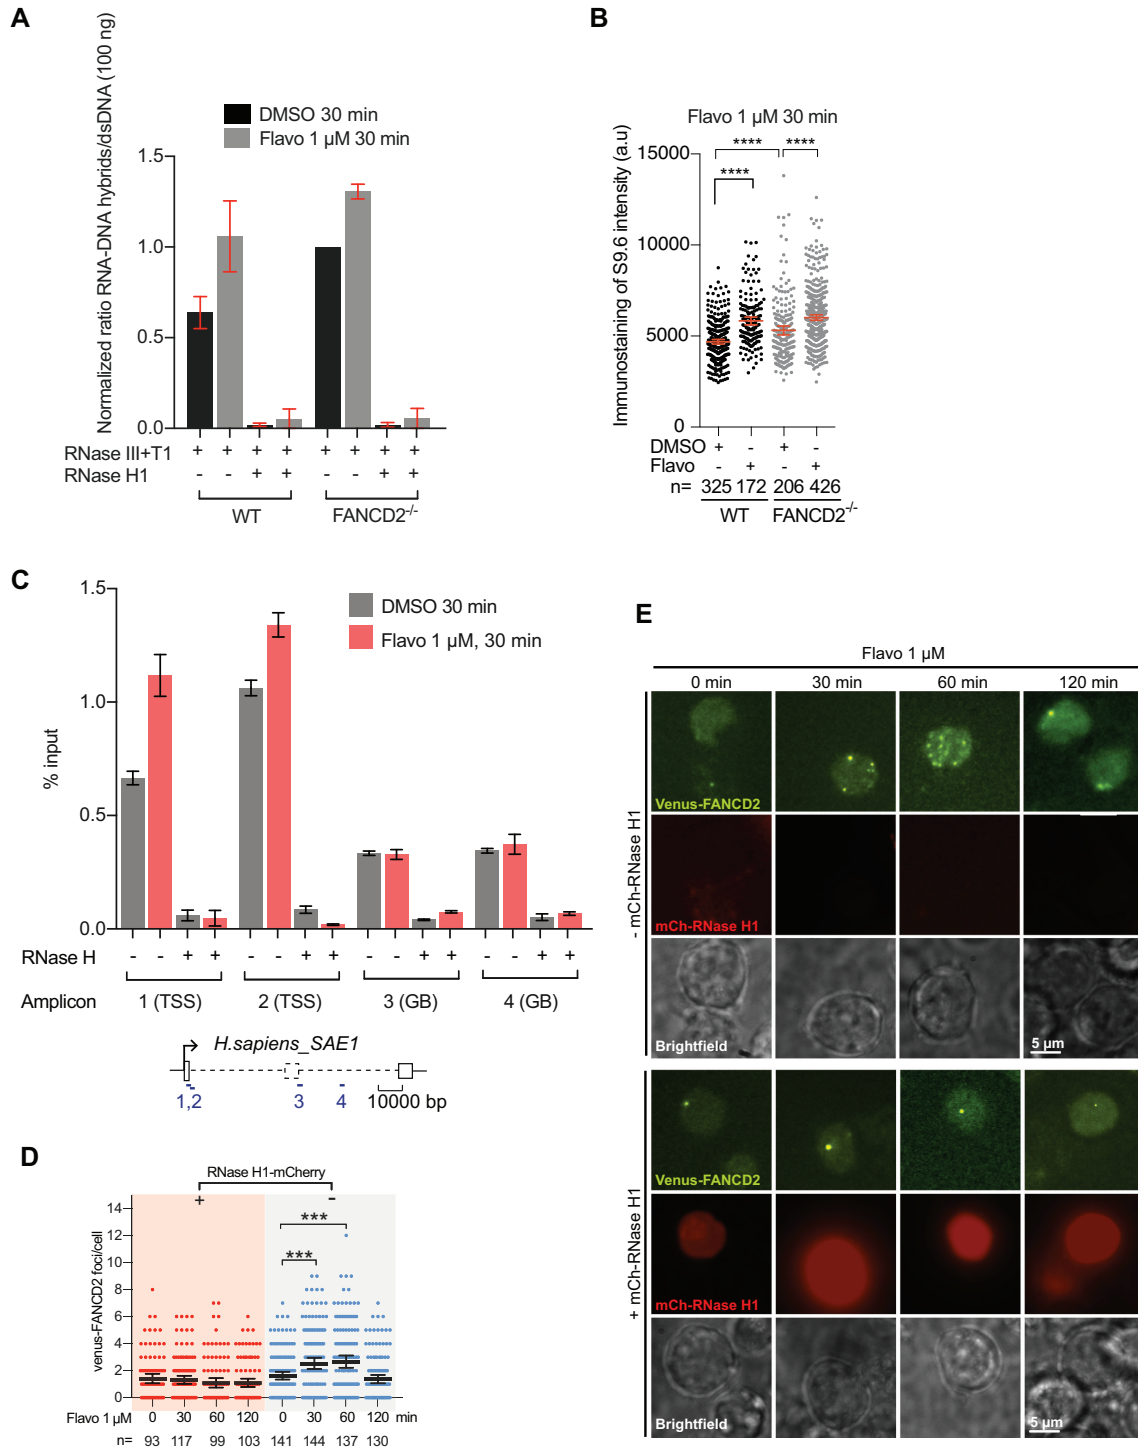 A
Normalized ratio RNA-DNA hybrids/dsDNA (100 ng)
DMSO 30 min
Flavo 1 µM 30 min
1.5
1.0
0.5
0.0
RNase III+T1 + + + + + + + +
RNase H1 - - + + - - + +
WT FANCD2-/-
B
Flavo 1 µM 30 min
Immunostaining of S9.6 intensity (a.u)
**** ****
****
15000
10000
5000
0
DMSO + - + -
Flavo - + - +
n= 325 172 206 426
WT FANCD2-/-
C
% input
DMSO 30 min
Flavo 1 µM, 30 min
1.5
1.0
0.5
0.0
RNase H - - + + - - + + - - + + - - + +
Amplicon 1 (TSS) 2 (TSS) 3 (GB) 4 (GB)
H.sapiens_SAE1
1,2 3 4 10000 bp
D
RNase H1-mCherry
+ -
venus-FANCD2 foci/cell
***
***
14
12
10
8
6
4
2
0
Flavo 1 µM 0 30 60 120 0 30 60 120 min
n= 93 117 99 103 141 144 137 130
E
Flavo 1 µM
0 min 30 min 60 min 120 min
- mCh-RNase H1
Venus-FANCD2
mCh-RNase H1
Brightfield
5 µm
+ mCh-RNase H1
Venus-FANCD2
mCh-RNase H1
Brightfield
5 µm